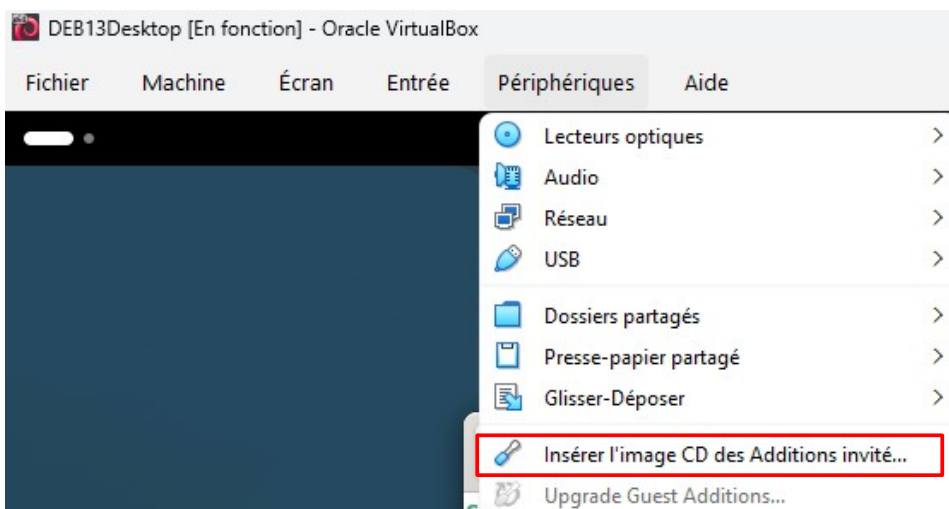 DEB13Desktop [En fonction] - Oracle VirtualBox
Fichier Machine Écran Entrée Périphériques Aide
Lecteurs optiques
Audio
Réseau
USB
Dossiers partagés
Presse-papier partagé
Glisser-Déposer
Insérer l'image CD des Additions invité...
Upgrade Guest Additions...